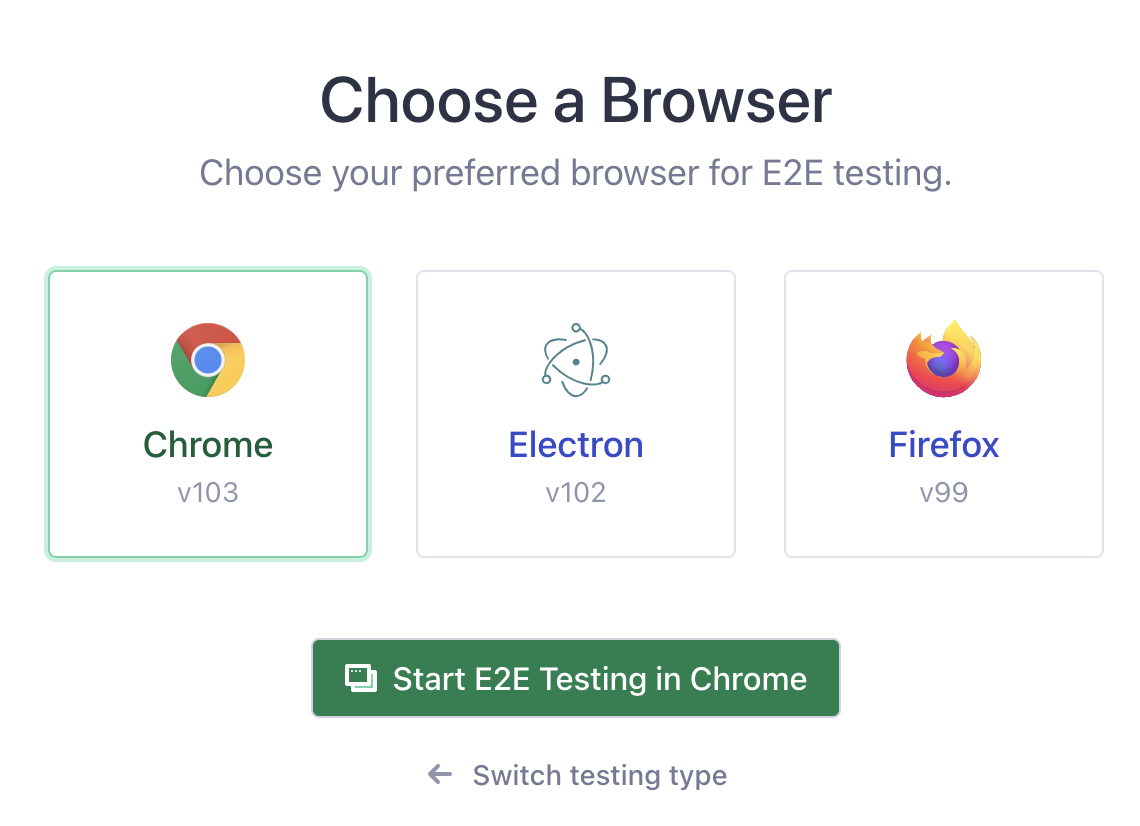 Choose a Browser
Choose your preferred browser for E2E testing.
Chrome
v103
Electron
v102
Firefox
v99
Start E2E Testing in Chrome
Switch testing type